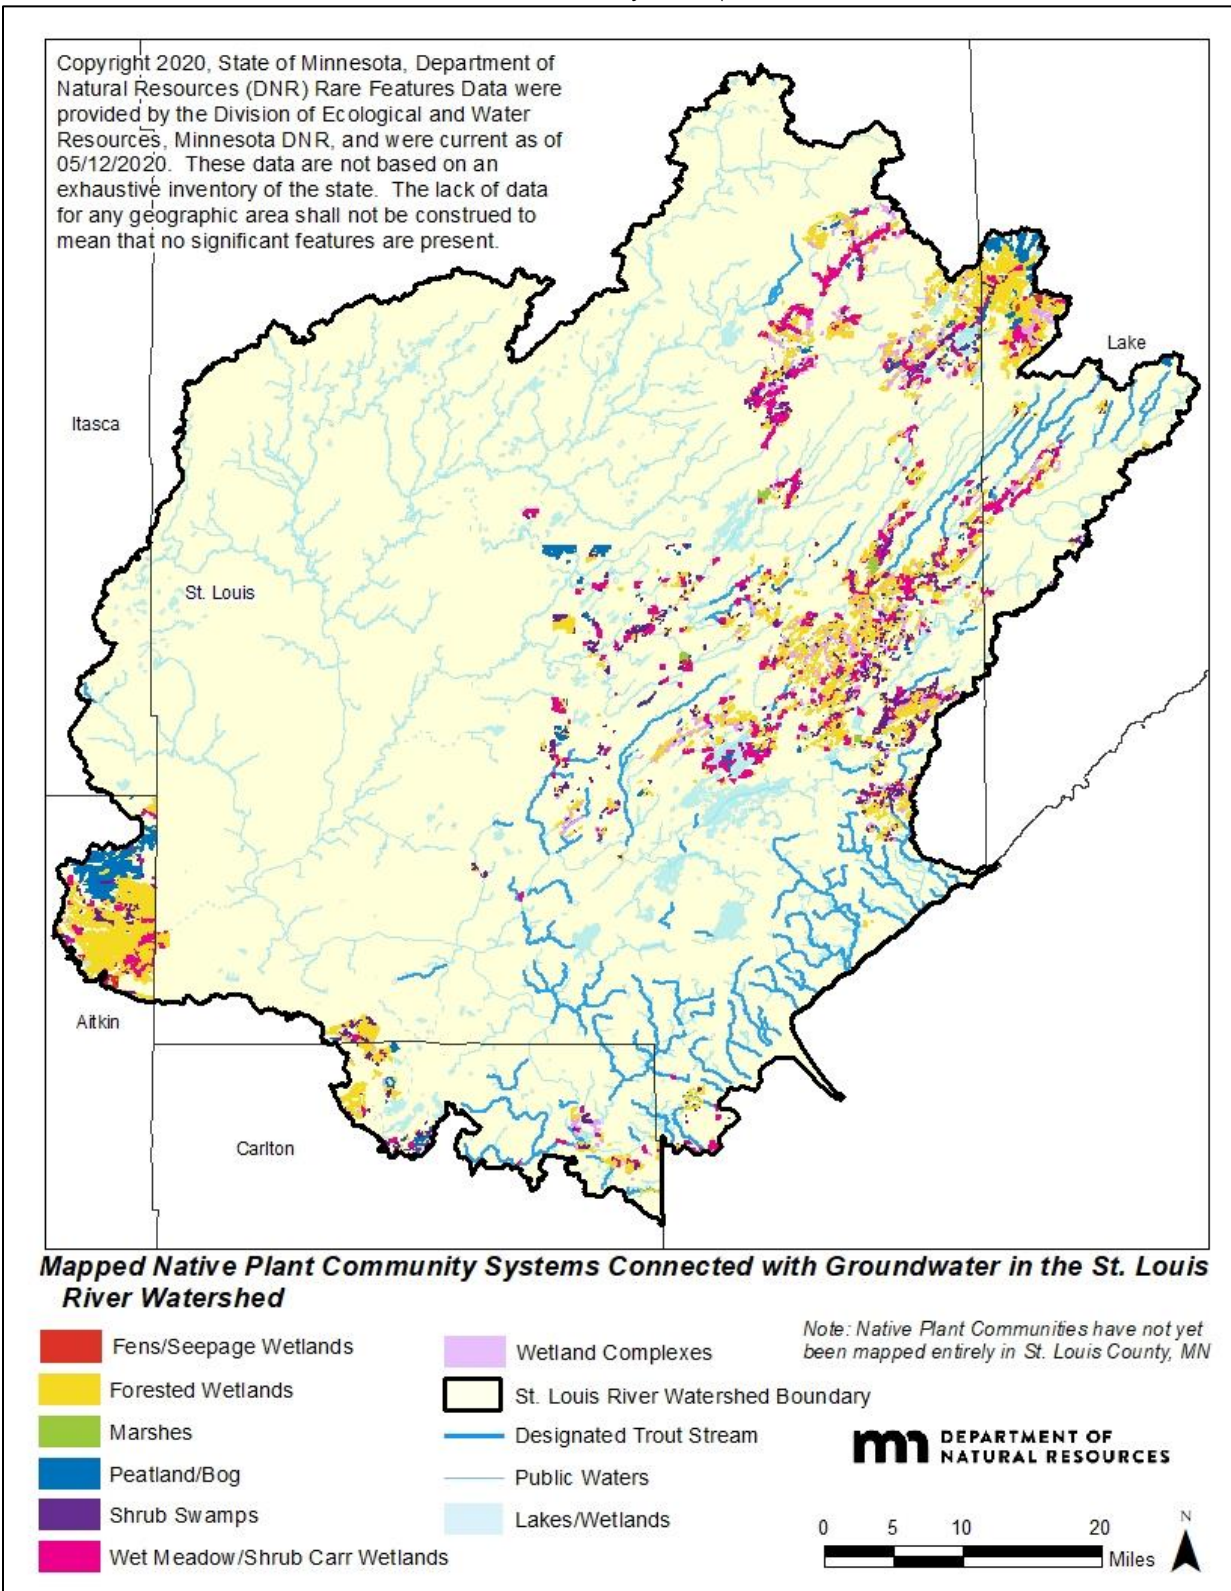 Copyright 2020, State of Minnesota, Department of
Natural Resources (DNR) Rare Features Data were
provided by the Division of Ecological and Water
Resources, Minnesota DNR, and were current as of
05/12/2020. These data are not based on an
exhaustive inventory of the state. The lack of data
for any geographic area shall not be construed to
mean that no significant features are present.
Lake
Itasca
St. Louis
Aitkin
Carlton
Mapped Native Plant Community Systems Connected with Groundwater in the St. Louis
River Watershed
Fens/Seepage Wetlands
Forested Wetlands
Marshes
Peatland/Bog
Shrub Swamps
Wet Meadow/Shrub Carr Wetlands
Wetland Complexes
St. Louis River Watershed Boundary
Designated Trout Stream
Public Waters
Lakes/Wetlands
Note: Native Plant Communities have not yet
been mapped entirely in St. Louis County, MN
DEPARTMENT OF
NATURAL RESOURCES
0 5 10 20
Miles
N